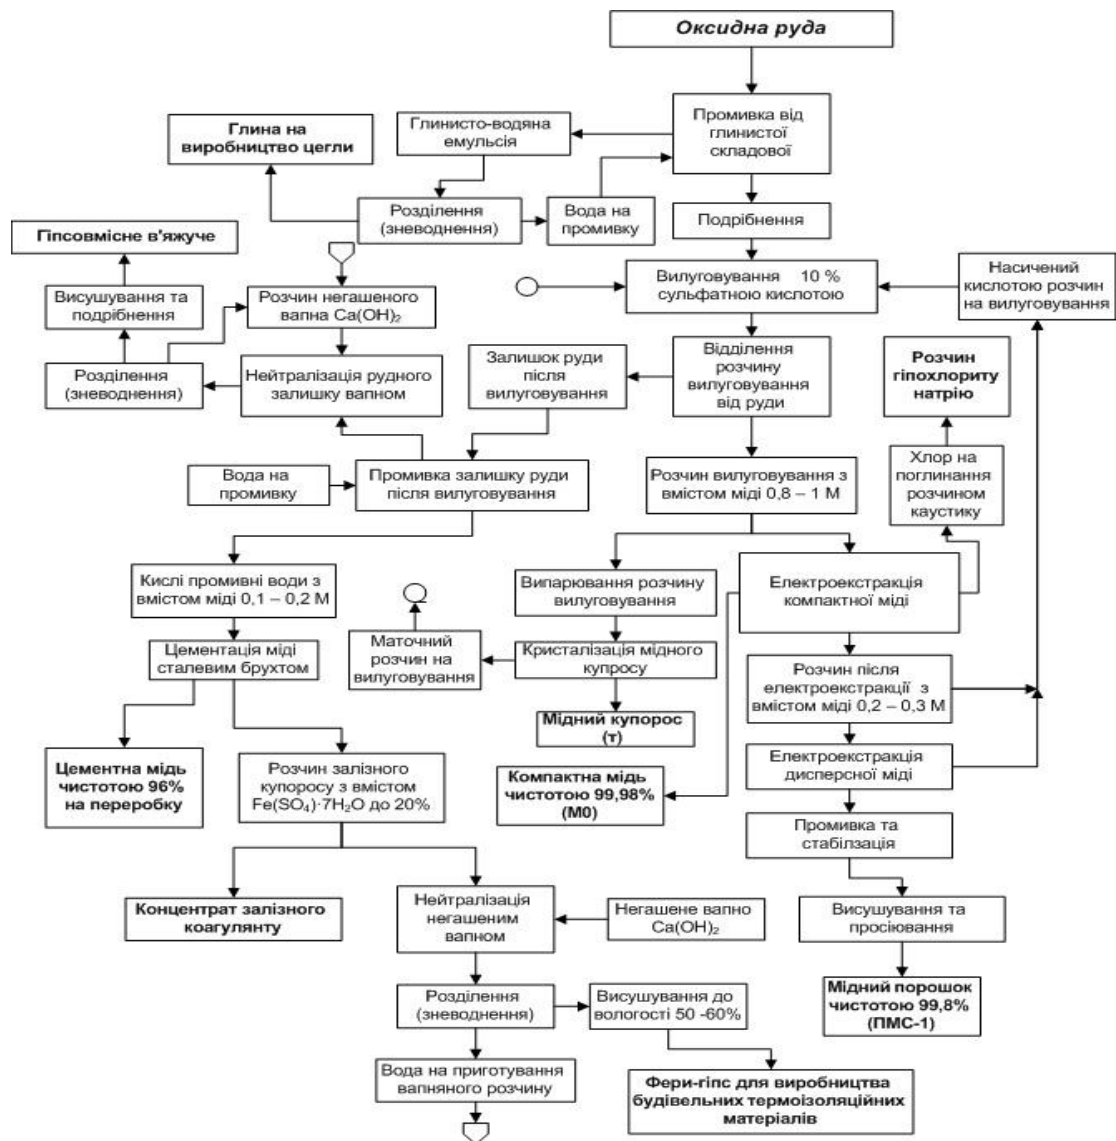 Оксидна руда
Промивка від
глинистої
складової
Глинисто-водяна
емульсія
Глина на
виробництво цегли
Розділення
(зневоднення)
Вода на
промивку
Подрібнення
Гіпсовмісне в'яжуче
Висушування та
подрібнення
Розчин негашеного
вапна Ca(OH)₂
Вилуговування 10 %
сульфатною кислотою
Насичений
кислотою розчин
на вилуговування
Розділення
(зневоднення)
Нейтралізація рудного
залишку вапном
Залишок руди
після
вилуговування
Відділення
розчину
вилуговування
від руди
Розчин
гіпохлориту
натрію
Вода на
промивку
Промивка залишку руди
після вилуговування
Розчин вилуговування з
вмістом міді 0,8 – 1 М
Хлор на
поглинання
розчином
каустику
Кислі промивні води з
вмістом міді 0,1 – 0,2 М
Випарювання розчину
вилуговування
Електроекстракція
компактної міді
Цементація міді
сталевим брухтом
Маточний
розчин на
вилуговування
Кристалізація мідного
купросу
Розчин після
електроекстракції з
вмістом міді 0,2 – 0,3 М
Мідний купорос
(т)
Цементна мідь
чистотою 96%
на переробку
Розчин залізного
купоросу з вмістом
Fe(SO₄)·7H₂O до 20%
Компактна мідь
чистотою 99,98%
(М0)
Електроекстракція
дисперсної міді
Промивка та
стабілзація
Концентрат залізного
коагулянту
Нейтралізація
негашеним
вапном
Негашене вапно
Ca(OH)₂
Висушування та
просіювання
Розділення
(зневоднення)
Висушування до
вологості 50 -60%
Мідний порошок
чистотою 99,8%
(ПМС-1)
Вода на приготування
вапняного розчину
Фери-гіпс для виробництва
будівельних термоізоляційних
матеріалів